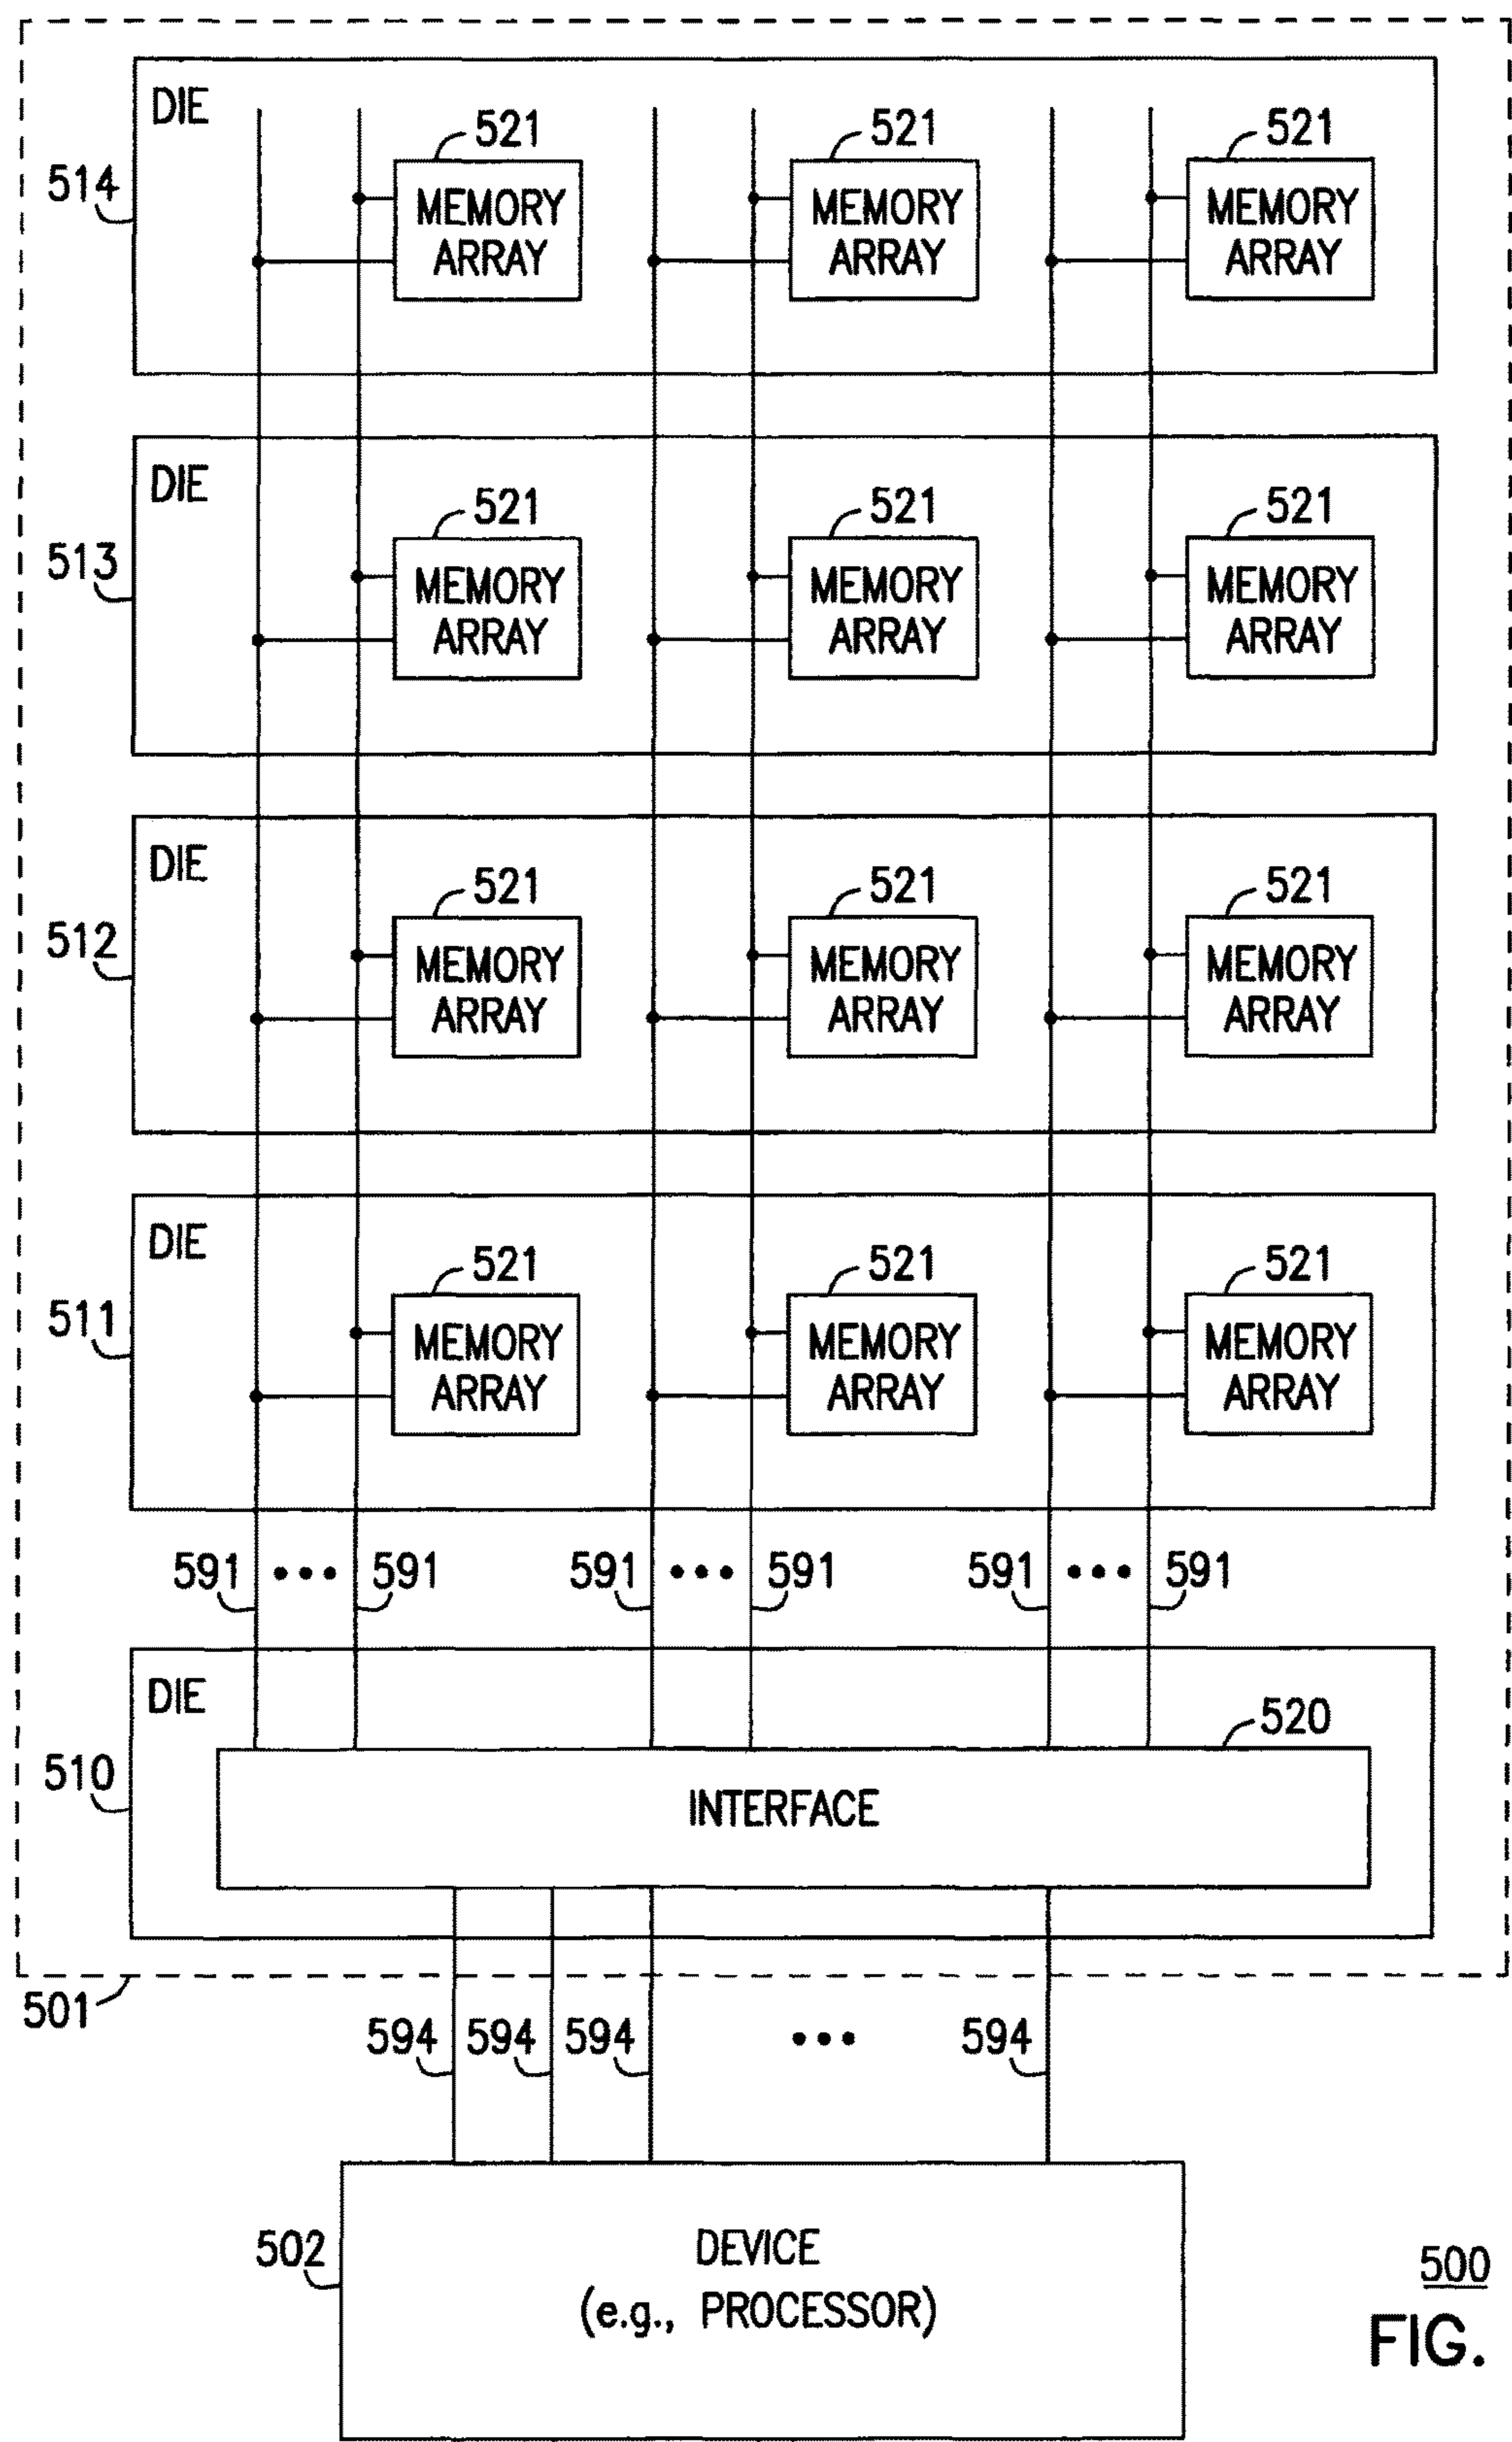 DIE
514
521 521 521
MEMORY ARRAY
MEMORY ARRAY
MEMORY ARRAY
DIE
513
521 521 521
MEMORY ARRAY
MEMORY ARRAY
MEMORY ARRAY
DIE
512
521 521 521
MEMORY ARRAY
MEMORY ARRAY
MEMORY ARRAY
DIE
511
521 521 521
MEMORY ARRAY
MEMORY ARRAY
MEMORY ARRAY
591 ••• 591 591 ••• 591 591 ••• 591
DIE
510
520
INTERFACE
501
594 594 594 ••• 594
502
DEVICE
(e.g., PROCESSOR)
500
FIG.